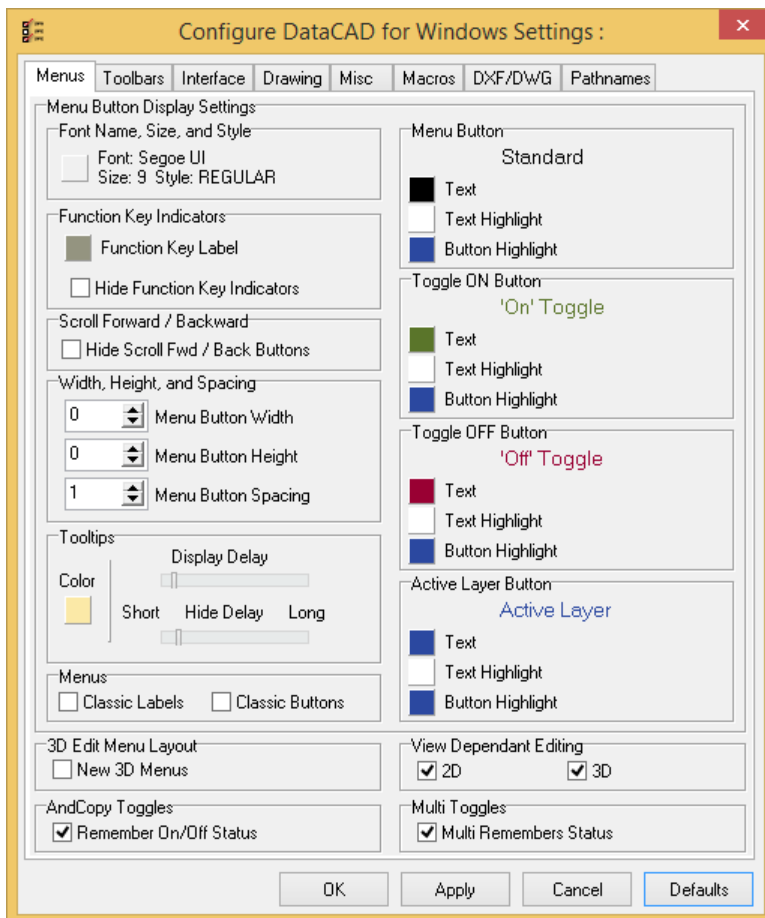 Configure DataCAD for Windows Settings :
Menus Toolbars Interface Drawing Misc Macros DXF/DWG Pathnames
Menu Button Display Settings
Font Name, Size, and Style
Font: Segoe UI
Size: 9 Style: REGULAR
Function Key Indicators
Function Key Label
Hide Function Key Indicators
Scroll Forward / Backward
Hide Scroll Fwd / Back Buttons
Width, Height, and Spacing
0 Menu Button Width
0 Menu Button Height
1 Menu Button Spacing
Tooltips
Display Delay
Color
Short Hide Delay Long
Menus
Classic Labels Classic Buttons
Menu Button
Standard
Text
Text Highlight
Button Highlight
Toggle ON Button
'On' Toggle
Text
Text Highlight
Button Highlight
Toggle OFF Button
'Off' Toggle
Text
Text Highlight
Button Highlight
Active Layer Button
Active Layer
Text
Text Highlight
Button Highlight
3D Edit Menu Layout
New 3D Menus
View Dependant Editing
2D 3D
AndCopy Toggles
Remember On/Off Status
Multi Toggles
Multi Remembers Status
OK Apply Cancel Defaults